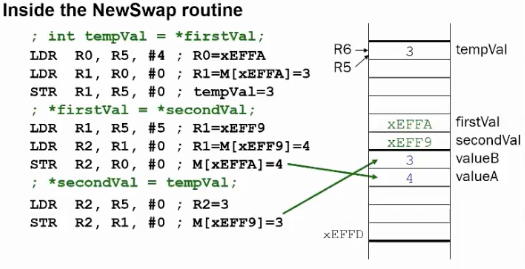 Inside the NewSwap routine
; int tempVal = *firstVal;
LDR R0, R5, #4 ; R0=xEFFA
LDR R1, R0, #0 ; R1=M[xEFFA]=3
STR R1, R5, #0 ; tempVal=3
; *firstVal = *secondVal;
LDR R1, R5, #5 ; R1=xEFF9
LDR R2, R1, #0 ; R1=M[xEFF9]=4
STR R2, R0, #0 ; M[xEFFA]=4
; *secondVal = tempVal;
LDR R2, R5, #0 ; R2=3
STR R2, R1, #0 ; M[xEFF9]=3
R6 3 tempVal
R5
xEFFA firstVal
xEFF9 secondVal
3 valueB
4 valueA
xEFFD